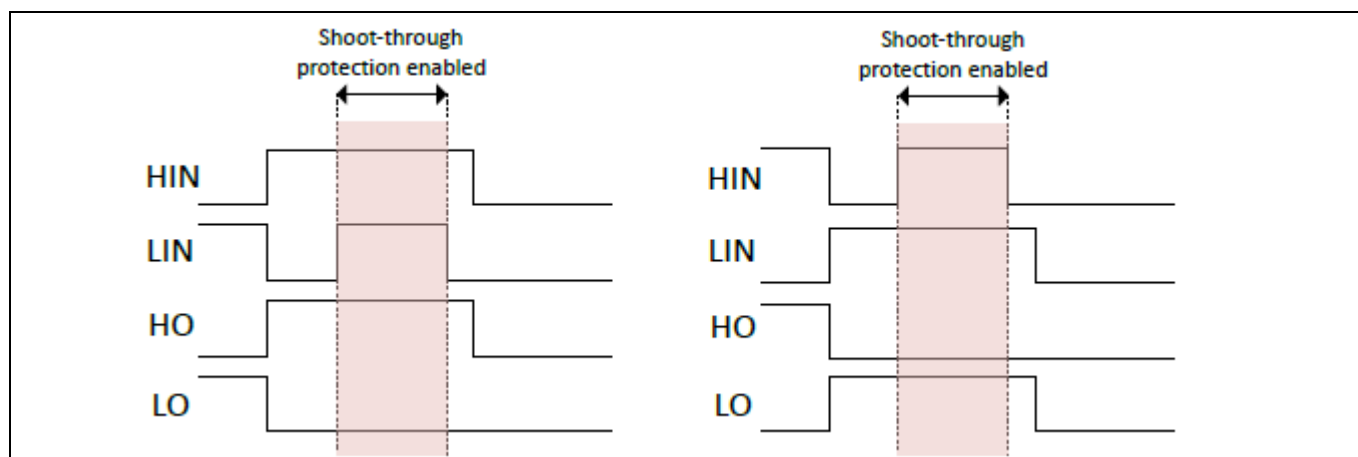 Shoot-through
protection enabled
HIN
LIN
HO
LO
Shoot-through
protection enabled
HIN
LIN
HO
LO